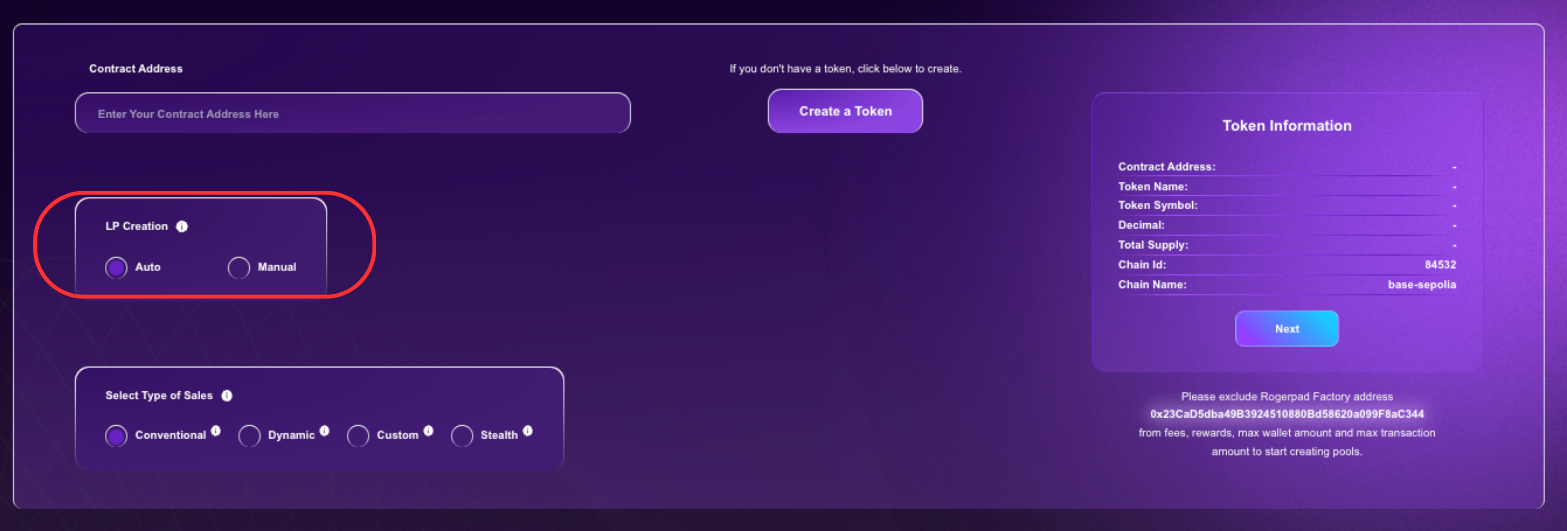 Contract Address
Enter Your Contract Address Here
If you don't have a token, click below to create.
Create a Token
LP Creation
Auto
Manual
Select Type of Sales
Conventional
Dynamic
Custom
Stealth
Token Information
Contract Address: -
Token Name: -
Token Symbol: -
Decimal: -
Total Supply: -
Chain Id: 84532
Chain Name: base-sepolia
Next
Please exclude Rogerpad Factory address
0x23CaD5dba49B3924510880Bd58620a099F8aC344
from fees, rewards, max wallet amount and max transaction
amount to start creating pools.